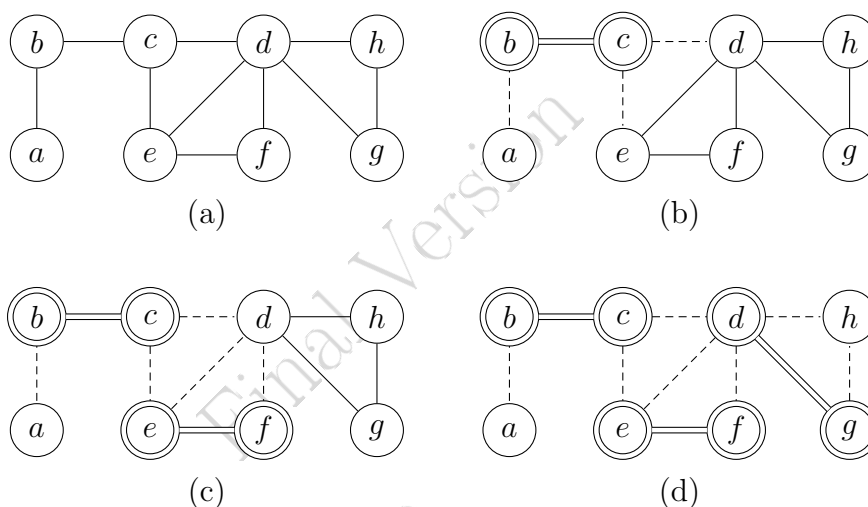 b c d h b c d h
a e f g a e f g
(a) (b)
b c d h b c d h
a e f g a e f g
(c) (d)
Final Version